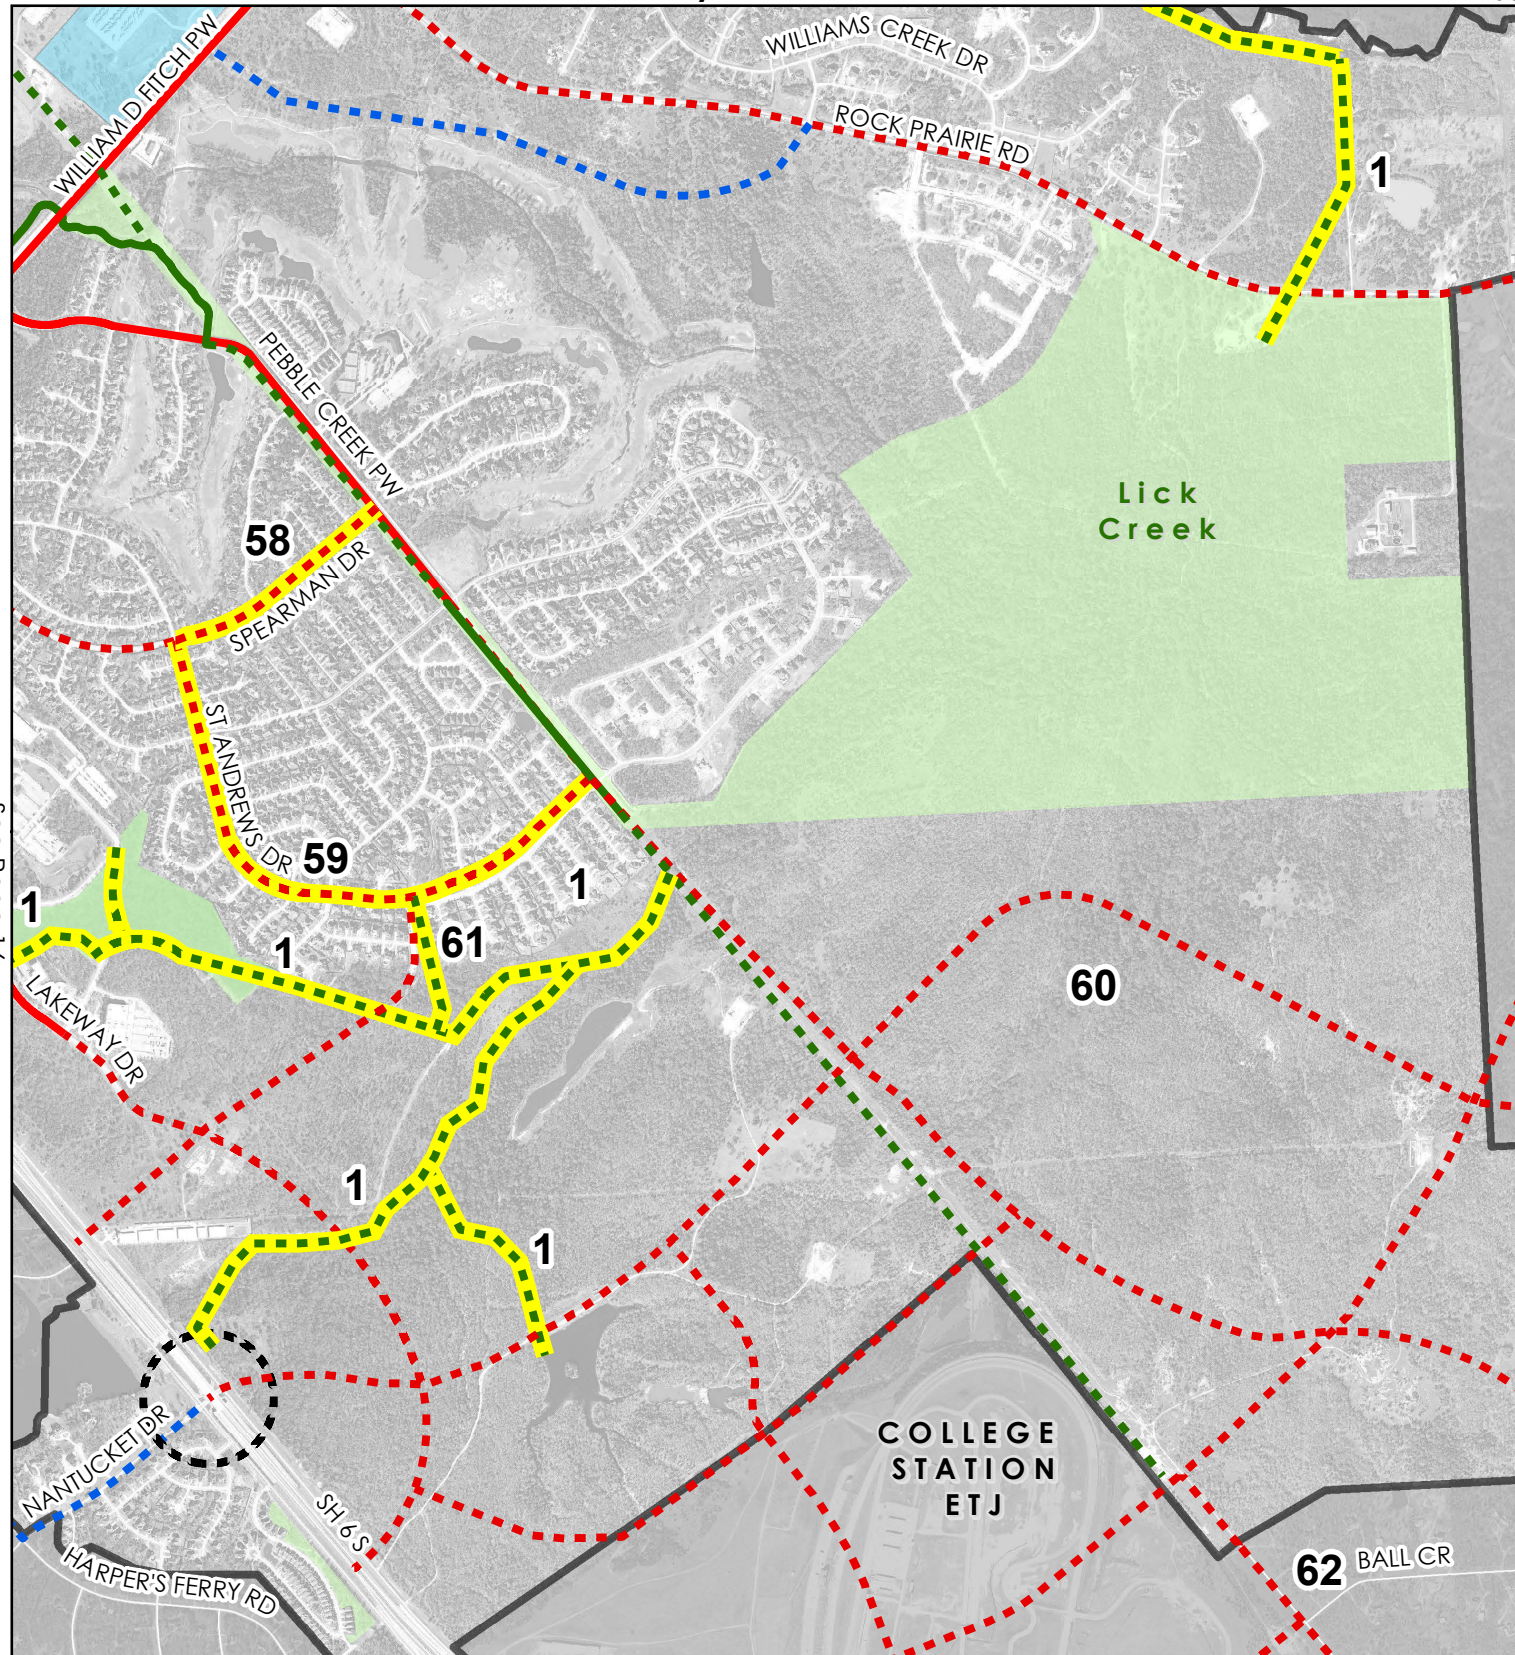 WILLIAMS CREEK DR
WILLIAM D FITCH PW
ROCK PRAIRIE RD
1
PEBBLE CREEK PW
Lick
Creek
58
SPEARMAN DR
ST ANDREWS DR
59
1
1
1
61
60
LAKEWAY DR
1
1
COLLEGE
STATION
ETJ
NANTUCKET DR
SH 6 S
HARPER'S FERRY RD
62
BALL CR